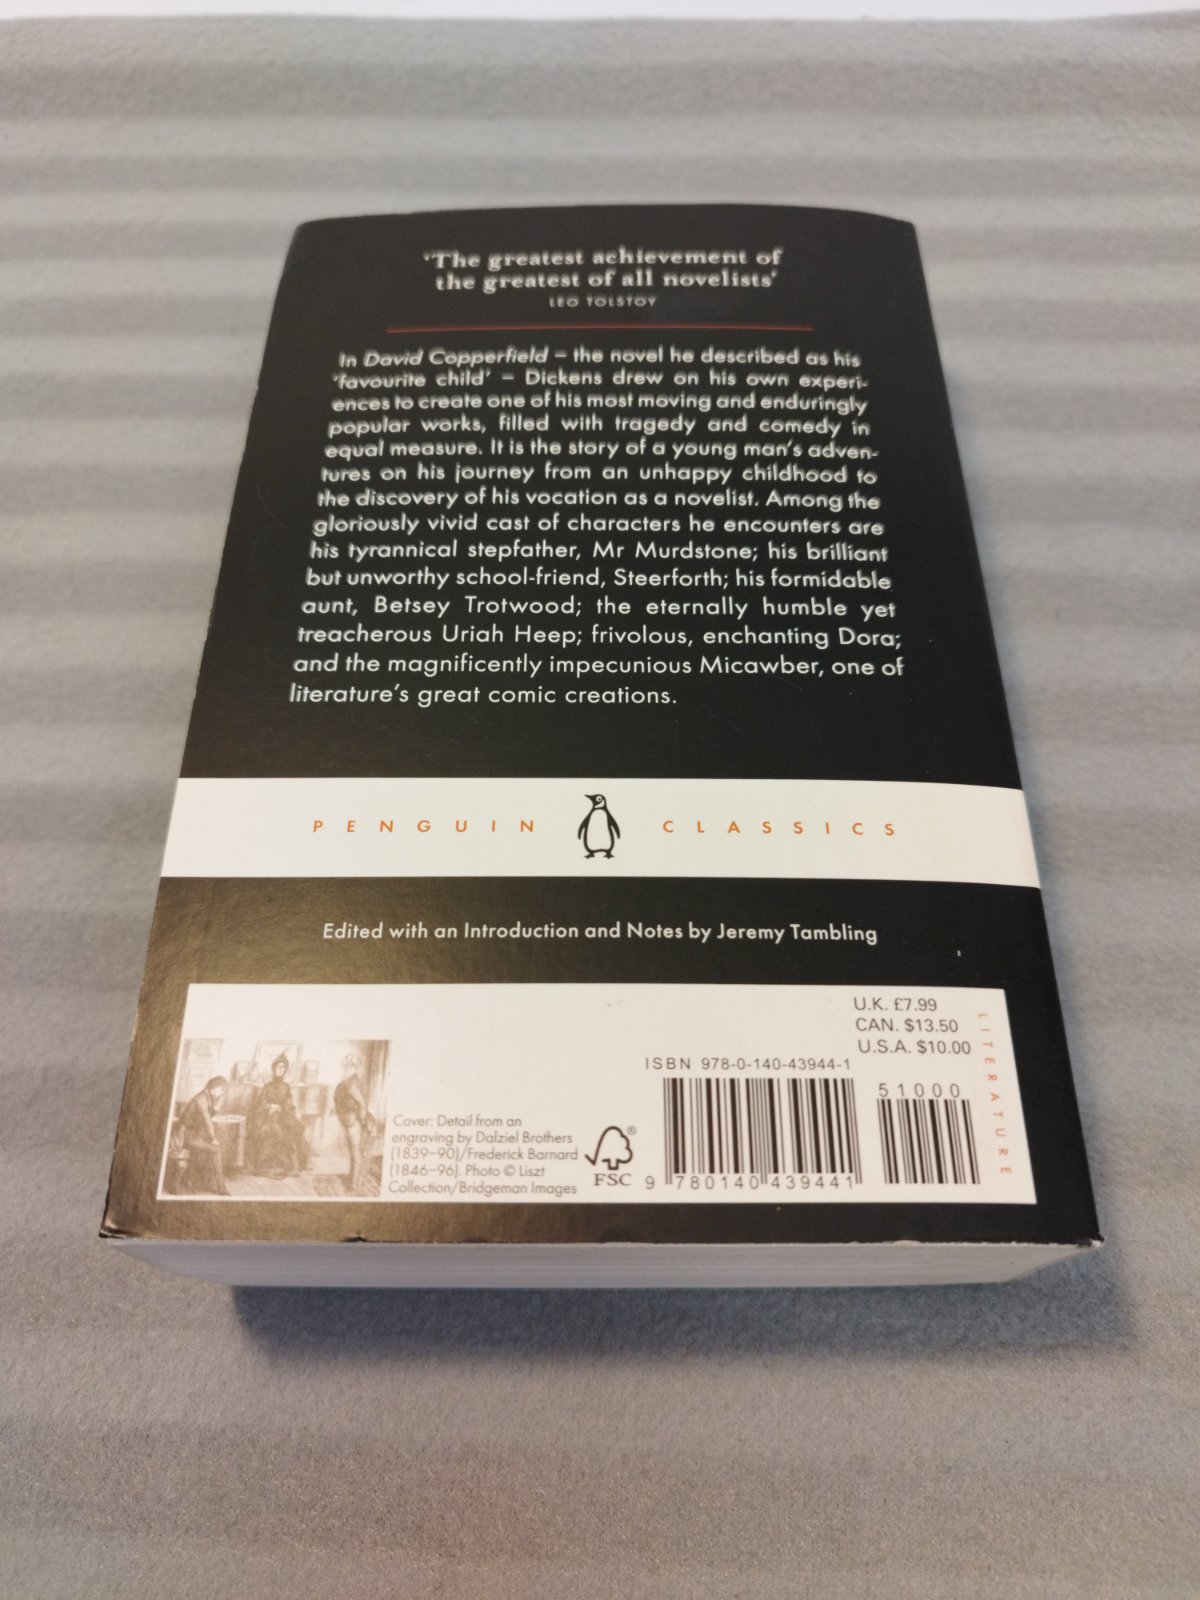 'The greatest achievement of
the greatest of all novelists'
LEO TOLSTOY
In David Copperfield – the novel he described as his
'favourite child' – Dickens drew on his own experi-
ences to create one of his most moving and enduringly
popular works, filled with tragedy and comedy in
equal measure. It is the story of a young man's adven-
tures on his journey from an unhappy childhood to
the discovery of his vocation as a novelist. Among the
gloriously vivid cast of characters he encounters are
his tyrannical stepfather, Mr Murdstone; his brilliant
but unworthy school-friend, Steerforth; his formidable
aunt, Betsey Trotwood; the eternally humble yet
treacherous Uriah Heep; frivolous, enchanting Dora;
and the magnificently impecunious Micawber, one of
literature's great comic creations.
PENGUIN CLASSICS
Edited with an Introduction and Notes by Jeremy Tambling
U.K. £7.99
CAN. $13.50
U.S.A. $10.00
LITERATURE
ISBN 978-0-140-43944-1
51000
9 780140 439441
Cover: Detail from an
engraving by Dalziel Brothers
(1839–90)/Frederick Barnard
(1846–96). Photo © Liszt
Collection/Bridgeman Images
FSC®